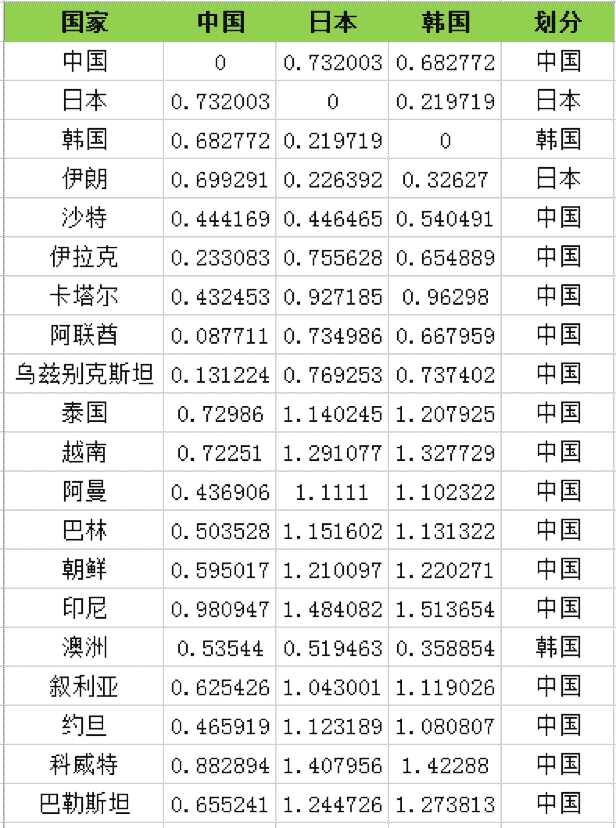 国家 中国 日本 韩国 划分
中国 0 0.732003 0.682772 中国
日本 0.732003 0 0.219719 日本
韩国 0.682772 0.219719 0 韩国
伊朗 0.699291 0.226392 0.32627 日本
沙特 0.444169 0.446465 0.540491 中国
伊拉克 0.233083 0.755628 0.654889 中国
卡塔尔 0.432453 0.927185 0.96298 中国
阿联酋 0.087711 0.734986 0.667959 中国
乌兹别克斯坦 0.131224 0.769253 0.737402 中国
泰国 0.72986 1.140245 1.207925 中国
越南 0.72251 1.291077 1.327729 中国
阿曼 0.436906 1.1111 1.102322 中国
巴林 0.503528 1.151602 1.131322 中国
朝鲜 0.595017 1.210097 1.220271 中国
印尼 0.980947 1.484082 1.513654 中国
澳洲 0.53544 0.519463 0.358854 韩国
叙利亚 0.625426 1.043001 1.119026 中国
约旦 0.465919 1.123189 1.080807 中国
科威特 0.882894 1.407956 1.42288 中国
巴勒斯坦 0.655241 1.244726 1.273813 中国